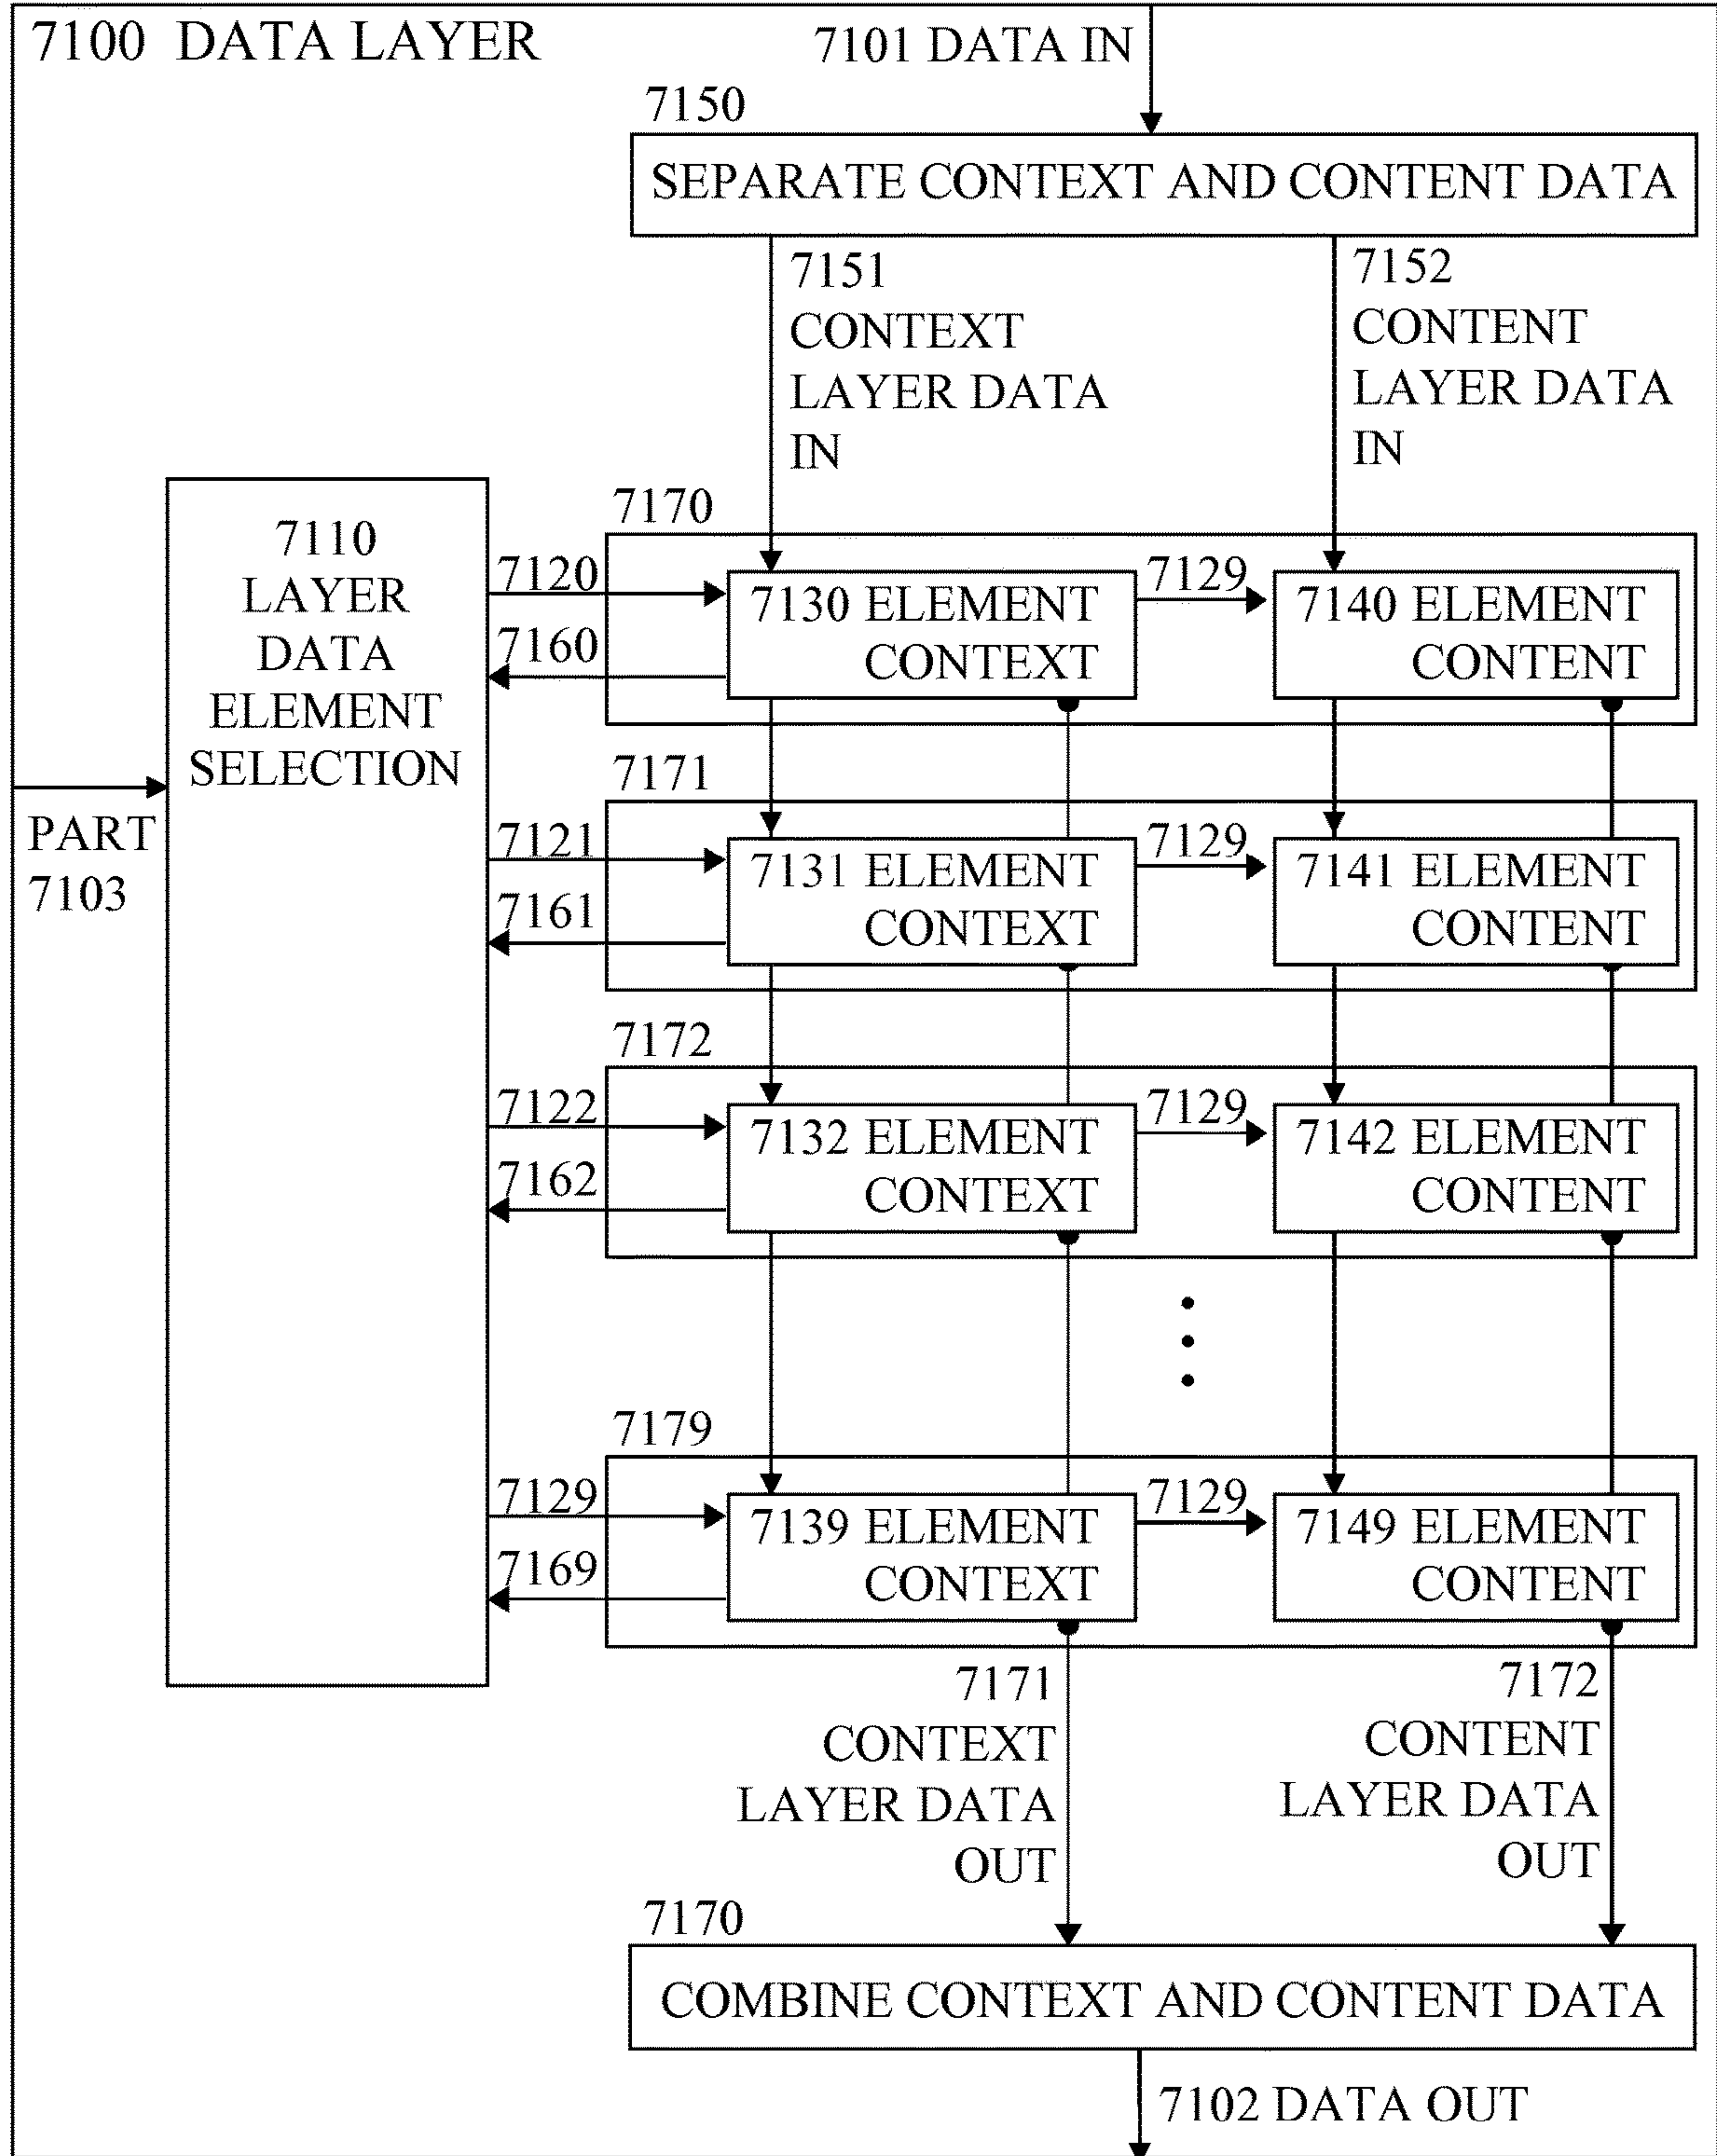 7100 DATA LAYER
7101 DATA IN
7150
SEPARATE CONTEXT AND CONTENT DATA
7151
CONTEXT
LAYER DATA
IN
7152
CONTENT
LAYER DATA
IN
7110
LAYER
DATA
ELEMENT
SELECTION
PART
7103
7170
7120
7160
7130 ELEMENT
CONTEXT
7129
7140 ELEMENT
CONTENT
7171
7121
7161
7131 ELEMENT
CONTEXT
7129
7141 ELEMENT
CONTENT
7172
7122
7162
7132 ELEMENT
CONTEXT
7129
7142 ELEMENT
CONTENT
7179
7129
7169
7139 ELEMENT
CONTEXT
7129
7149 ELEMENT
CONTENT
7171
CONTEXT
LAYER DATA
OUT
7172
CONTENT
LAYER DATA
OUT
7170
COMBINE CONTEXT AND CONTENT DATA
7102 DATA OUT